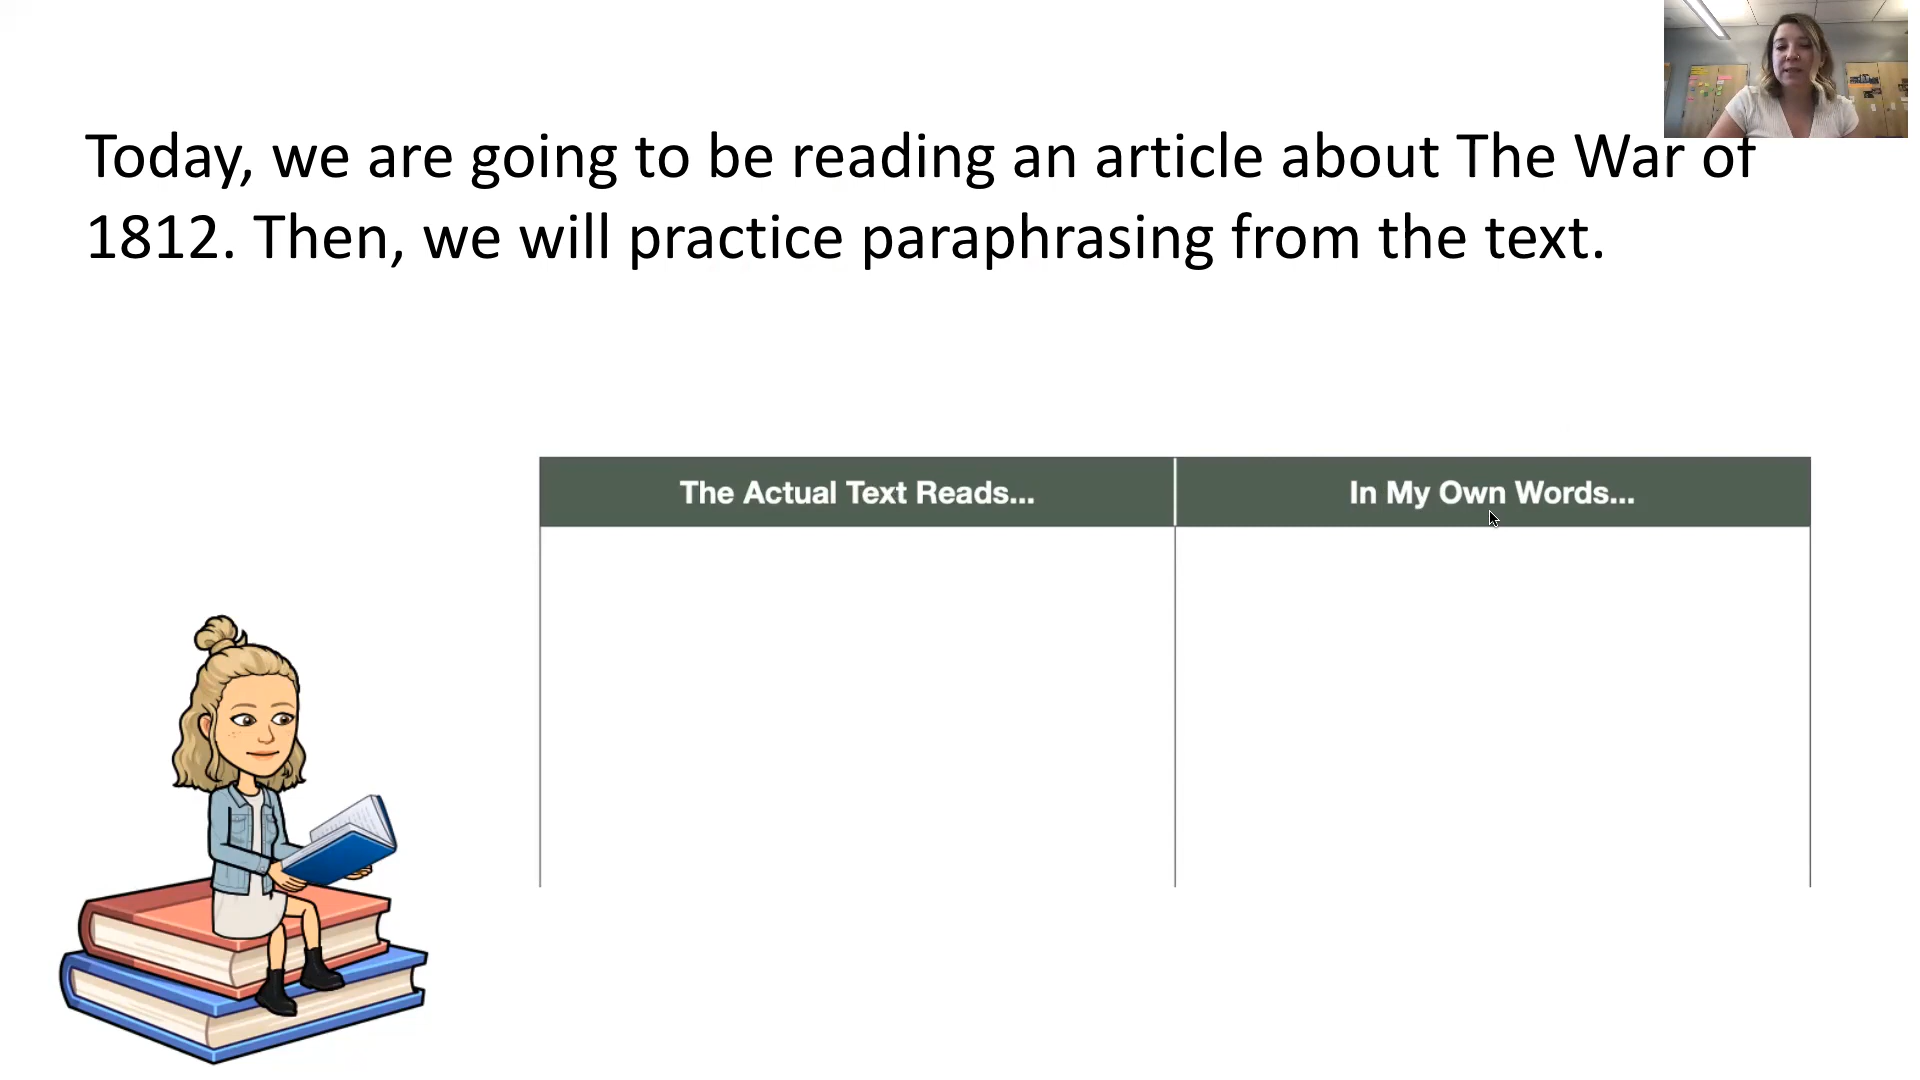 Today, we are going to be reading an article about The War of
1812. Then, we will practice paraphrasing from the text.
The Actual Text Reads...
In My Own Words...